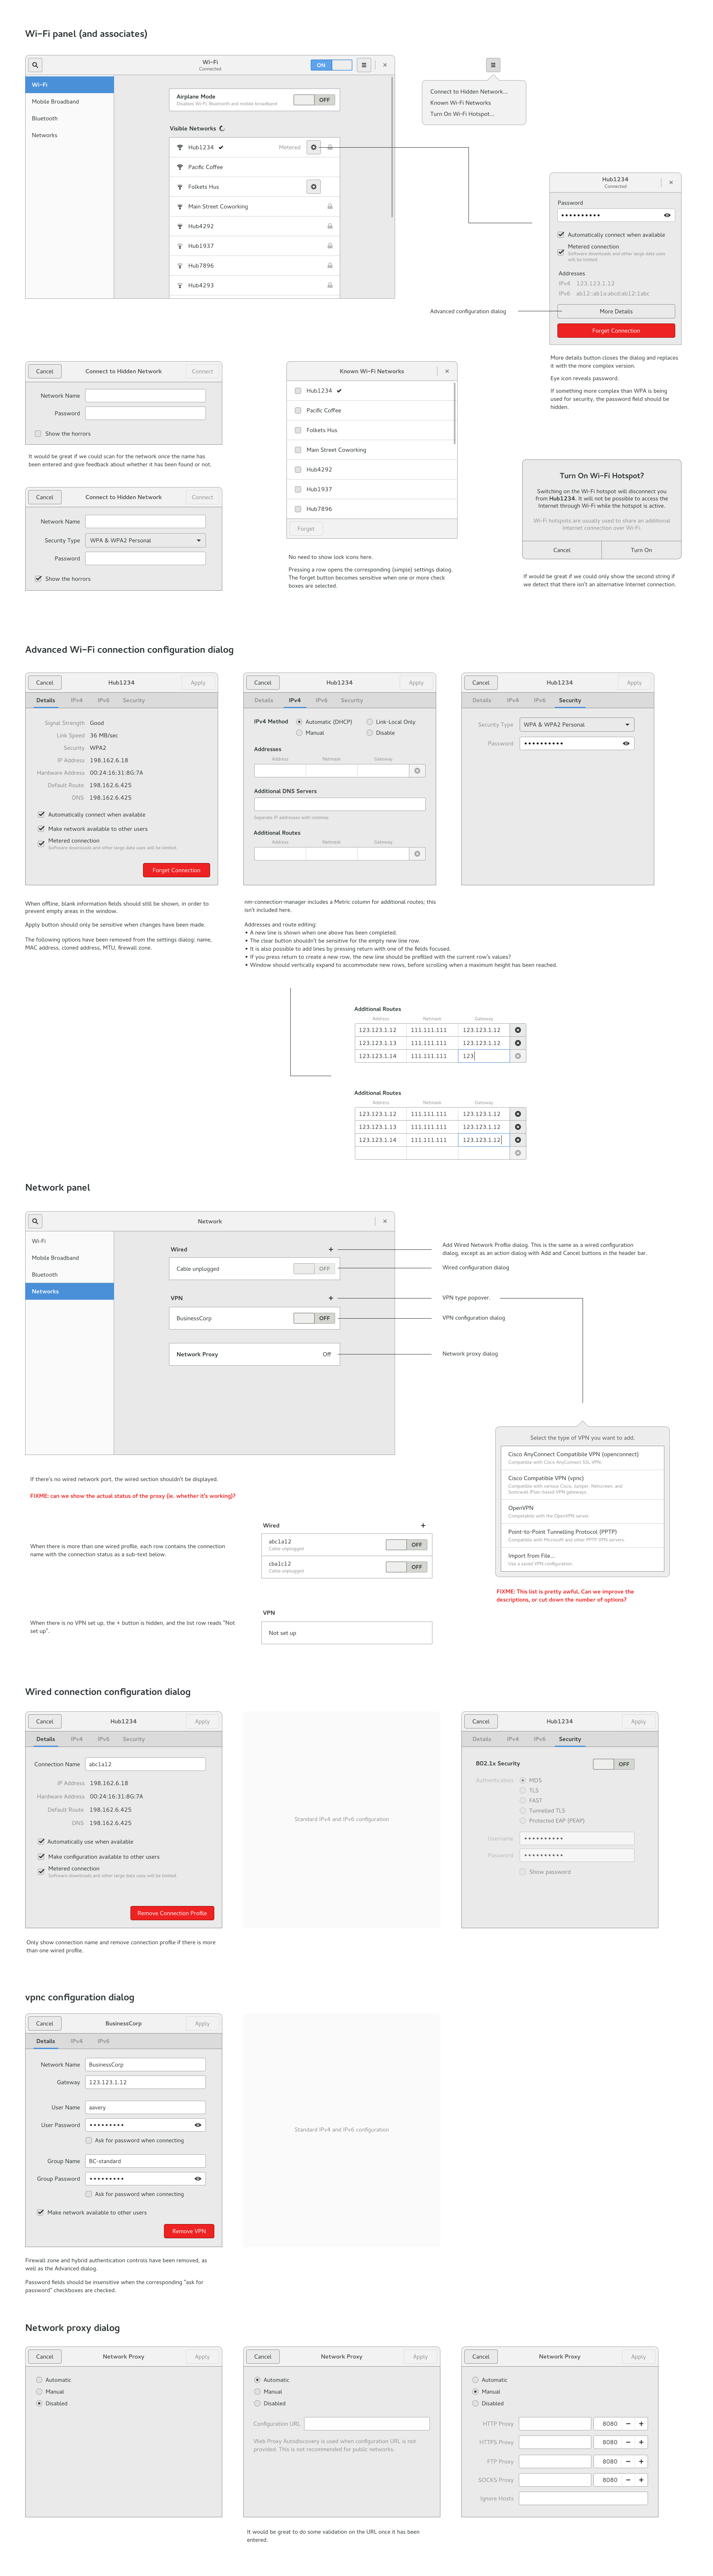 Wi-Fi panel (and associates)
Wi-Fi
Connected
ON
Wi-Fi
Mobile Broadband
Bluetooth
Networks
Airplane Mode
Disables Wi-Fi, Bluetooth and mobile broadband
OFF
Visible Networks
Hub1234
Metered
Pacific Coffee
Folkets Hus
Main Street Coworking
Hub4292
Hub1937
Hub7896
Hub4293
Connect to Hidden Network...
Known Wi-Fi Networks
Turn On Wi-Fi Hotspot...
Hub1234
Connected
Password
••••••••••
Automatically connect when available
Metered connection
Software downloads and other large data uses
will be limited.
Addresses
IPv4 123.123.1.12
IPv6 ab12::ab1a:abcd:ab12:1abc
More Details
Forget Connection
Advanced configuration dialog
More details button closes the dialog and replaces
it with the more complex version.
Eye icon reveals password.
If something more complex than WPA is being
used for security, the password field should be
hidden.
Cancel
Connect to Hidden Network
Connect
Network Name
Password
Show the horrors
It would be great if we could scan for the network once the name has
been entered and give feedback about whether it has been found or not.
Cancel
Connect to Hidden Network
Connect
Network Name
Security Type WPA & WPA2 Personal
Password
Show the horrors
Known Wi-Fi Networks
Hub1234
Pacific Coffee
Folkets Hus
Main Street Coworking
Hub4292
Hub1937
Hub7896
Forget
No need to show lock icons here.
Pressing a row opens the corresponding (simple) settings dialog.
The forget button becomes sensitive when one or more check
boxes are selected.
Turn On Wi-Fi Hotspot?
Switching on the Wi-Fi hotspot will disconnect you
from Hub1234. It will not be possible to access the
Internet through Wi-Fi while the hotspot is active.
Wi-Fi hotspots are usually used to share an additional
Internet connection over Wi-Fi.
Cancel
Turn On
If would be great if we could only show the second string if
we detect that there isn't an alternative Internet connection.
Advanced Wi-Fi connection configuration dialog
Cancel
Hub1234
Apply
Details IPv4 IPv6 Security
Signal Strength Good
Link Speed 36 MB/sec
Security WPA2
IP Address 198.162.6.18
Hardware Address 00:24:16:31:8G:7A
Default Route 198.162.6.425
DNS 198.162.6.425
Automatically connect when available
Make network available to other users
Metered connection
Software downloads and other large data uses will be limited.
Forget Connection
When offline, blank information fields should still be shown, in order to
prevent empty areas in the window.
Apply button should only be sensitive when changes have been made.
The following options have been removed from the settings dialog: name,
MAC address, cloned address, MTU, firewall zone.
Cancel
Hub1234
Apply
Details IPv4 IPv6 Security
IPv4 Method Automatic (DHCP) Link-Local Only
Manual Disable
Addresses
Address Netmask Gateway
Additional DNS Servers
Separate IP addresses with commas
Additional Routes
Address Netmask Gateway
nm-connection-manager includes a Metric column for additional routes; this
isn't included here.
Addresses and route editing:
• A new line is shown when one above has been completed.
• The clear button shouldn't be sensitive for the empty new line row.
• It is also possible to add lines by pressing return with one of the fields focused.
• If you press return to create a new row, the new line should be prefilled with the current row's values?
• Window should vertically expand to accommodate new rows, before scrolling when a maximum height has been reached.
Cancel
Hub1234
Apply
Details IPv4 IPv6 Security
Security Type WPA & WPA2 Personal
Password ••••••••••
Additional Routes
Address Netmask Gateway
123.123.1.12 111.111.111 123.123.1.12
123.123.1.13 111.111.111 123.123.1.12
123.123.1.14 111.111.111 123
Additional Routes
Address Netmask Gateway
123.123.1.12 111.111.111 123.123.1.12
123.123.1.13 111.111.111 123.123.1.12
123.123.1.14 111.111.111 123.123.1.12
Network panel
Network
Wi-Fi
Mobile Broadband
Bluetooth
Networks
Wired +
Cable unplugged OFF
VPN +
BusinessCorp OFF
Network Proxy Off
Add Wired Network Profile dialog. This is the same as a wired configuration
dialog, except as an action dialog with Add and Cancel buttons in the header bar.
Wired configuration dialog
VPN type popover.
VPN configuration dialog
Network proxy dialog
Select the type of VPN you want to add.
Cisco AnyConnect Compatibile VPN (openconnect)
Compatible with Cisco AnyConnect SSL VPN.
Cisco Compatible VPN (vpnc)
Compatible with various Cisco, Juniper, Netscreen, and
Sonicwall IPsec-based VPN gateways.
OpenVPN
Competable with the OpenVPN server.
Point-to-Point Tunnelling Protocol (PPTP)
Compatible with Microsoft and other PPTP VPN servers.
Import from File...
Use a saved VPN configuration
FIXME: This list is pretty awful. Can we improve the
descriptions, or cut down the number of options?
If there's no wired network port, the wired section shouldn't be displayed.
FIXME: can we show the actual status of the proxy (ie. whether it's working)?
When there is more than one wired profile, each row contains the connection
name with the connection status as a sub-text below.
Wired +
abc1a12
Cable unplugged
OFF
cba1c12
Cable unplugged
OFF
When there is no VPN set up, the + button is hidden, and the list row reads "Not
set up".
VPN
Not set up
Wired connection configuration dialog
Cancel
Hub1234
Apply
Details IPv4 IPv6 Security
Connection Name abc1a12
IP Address 198.162.6.18
Hardware Address 00:24:16:31:8G:7A
Default Route 198.162.6.425
DNS 198.162.6.425
Automatically use when available
Make configuration available to other users
Metered connection
Software downloads and other large data uses will be limited
Remove Connection Profile
Only show connection name and remove connection profile if there is more
than one wired profile.
Standard IPv4 and IPv6 configuration
Cancel
Hub1234
Apply
Details IPv4 IPv6 Security
802.1x Security OFF
Authentication MD5
TLS
FAST
Tunnelled TLS
Protected EAP (PEAP)
Username ••••••••••
Password ••••••••••
Show password
vpnc configuration dialog
Cancel
BusinessCorp
Apply
Details IPv4 IPv6
Network Name BusinessCorp
Gateway 123.123.1.12
User Name aavery
User Password •••••••••
Ask for password when connecting
Group Name BC-standard
Group Password •••••••••
Ask for password when connecting
Make network available to other users
Remove VPN
Firewall zone and hybrid authentication controls have been removed, as
well as the Advanced dialog.
Password fields should be insensitive when the corresponding "ask for
password" checkboxes are checked.
Standard IPv4 and IPv6 configuration
Network proxy dialog
Cancel
Network Proxy
Apply
Automatic
Manual
Disabled
Cancel
Network Proxy
Apply
Automatic
Manual
Disabled
Configuration URL
Web Proxy Autodiscovery is used when configuration URL is not
provided. This is not recommended for public networks.
It would be great to do some validation on the URL once it has been
entered.
Cancel
Network Proxy
Apply
Automatic
Manual
Disabled
HTTP Proxy 8080 − +
HTTPS Proxy 8080 − +
FTP Proxy 8080 − +
SOCKS Proxy 8080 − +
Ignore Hosts